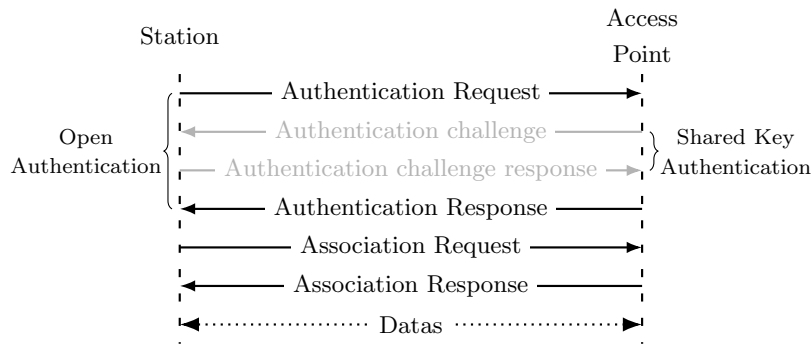 Station
Access
Point
Authentication Request
Authentication challenge
Open
Authentication
Shared Key
Authentication
Authentication challenge response
Authentication Response
Association Request
Association Response
Datas